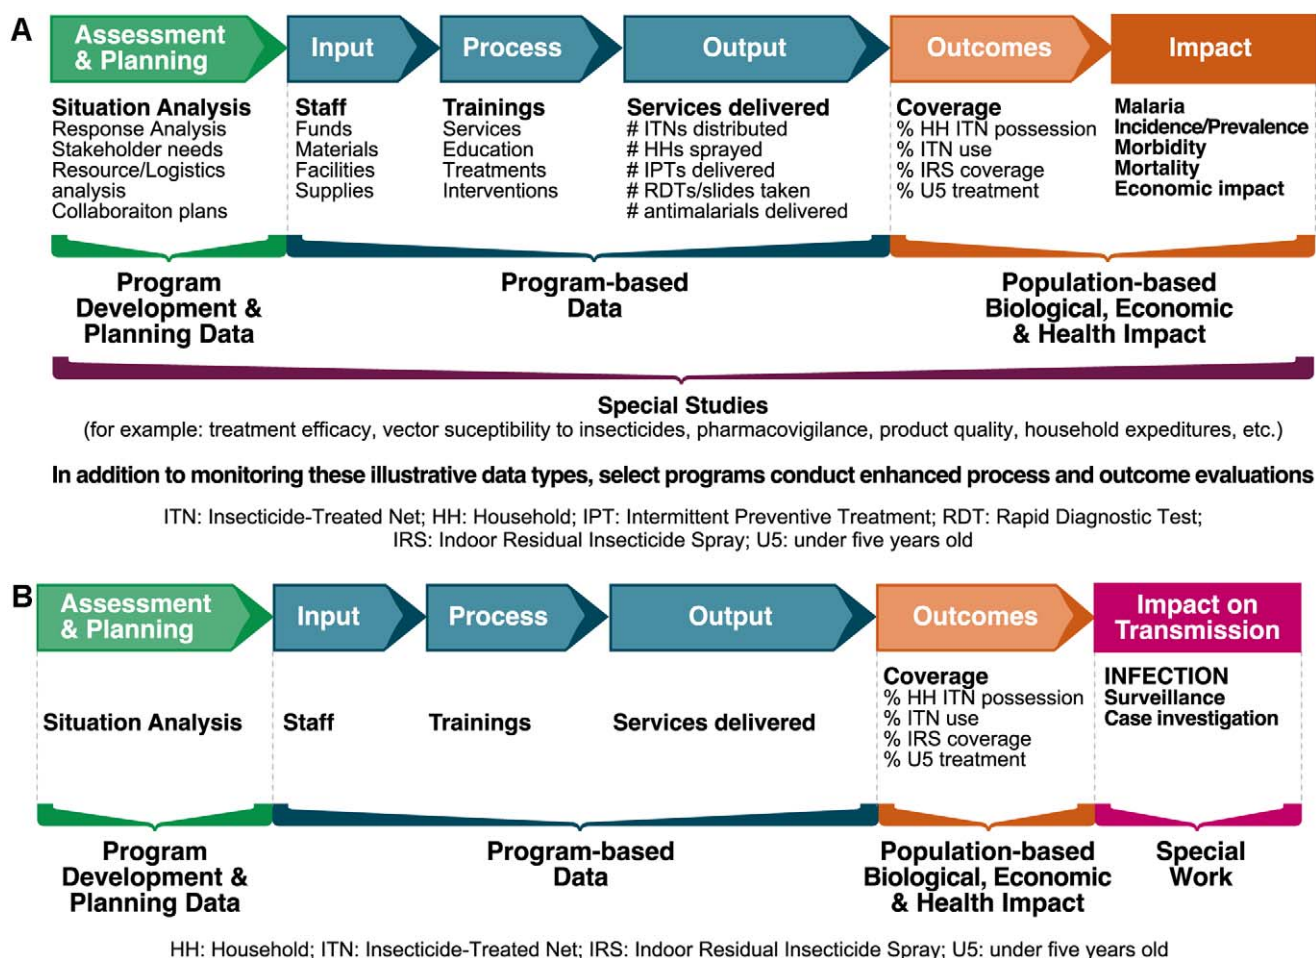 A
Assessment
& Planning
Input
Process
Output
Outcomes
Impact
Situation Analysis
Response Analysis
Stakeholder needs
Resource/Logistics
analysis
Collaboraiton plans
Staff
Funds
Materials
Facilities
Supplies
Trainings
Services
Education
Treatments
Interventions
Services delivered
# ITNs distributed
# HHs sprayed
# IPTs delivered
# RDTs/slides taken
# antimalarials delivered
Coverage
% HH ITN possession
% ITN use
% IRS coverage
% U5 treatment
Malaria
Incidence/Prevalence
Morbidity
Mortality
Economic impact
Program
Development &
Planning Data
Program-based
Data
Population-based
Biological, Economic
& Health Impact
Special Studies
(for example: treatment efficacy, vector suceptibility to insecticides, pharmacovigilance, product quality, household expeditures, etc.)
In addition to monitoring these illustrative data types, select programs conduct enhanced process and outcome evaluations
ITN: Insecticide-Treated Net; HH: Household; IPT: Intermittent Preventive Treatment; RDT: Rapid Diagnostic Test;
IRS: Indoor Residual Insecticide Spray; U5: under five years old
B
Assessment
& Planning
Input
Process
Output
Outcomes
Impact on
Transmission
Situation Analysis
Staff
Trainings
Services delivered
Coverage
% HH ITN possession
% ITN use
% IRS coverage
% U5 treatment
INFECTION
Surveillance
Case investigation
Program
Development &
Planning Data
Program-based
Data
Population-based
Biological, Economic
& Health Impact
Special
Work
HH: Household; ITN: Insecticide-Treated Net; IRS: Indoor Residual Insecticide Spray; U5: under five years old